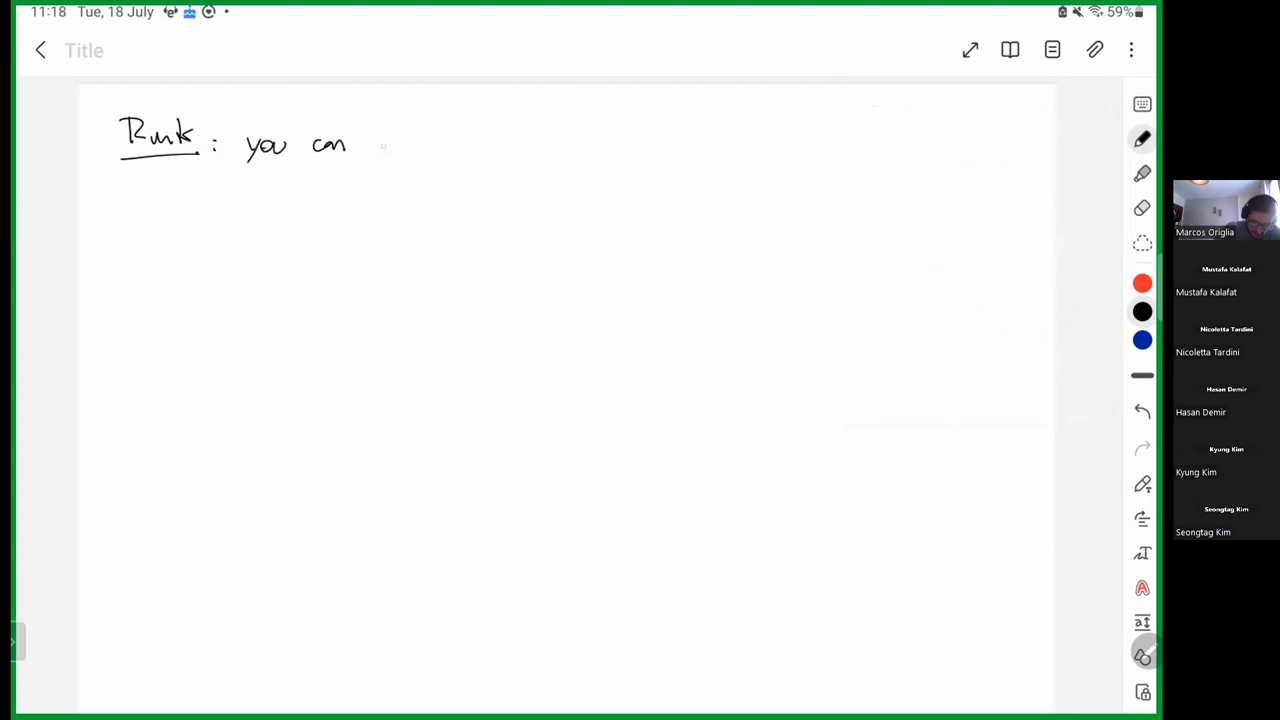 11:18 Tue, 18 July
59%
Title
Rmk : you can
Marcos Origlia
Mustafa Kalafat
Mustafa Kalafat
Nicoletta Tardini
Nicoletta Tardini
Hasan Demir
Hasan Demir
Kyung Kim
Kyung Kim
Seongtag Kim
Seongtag Kim